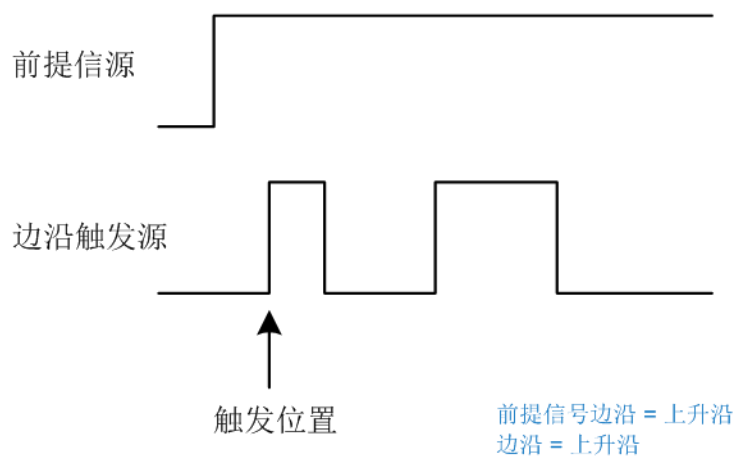 前提信源
边沿触发源
触发位置
前提信号边沿 = 上升沿
边沿 = 上升沿